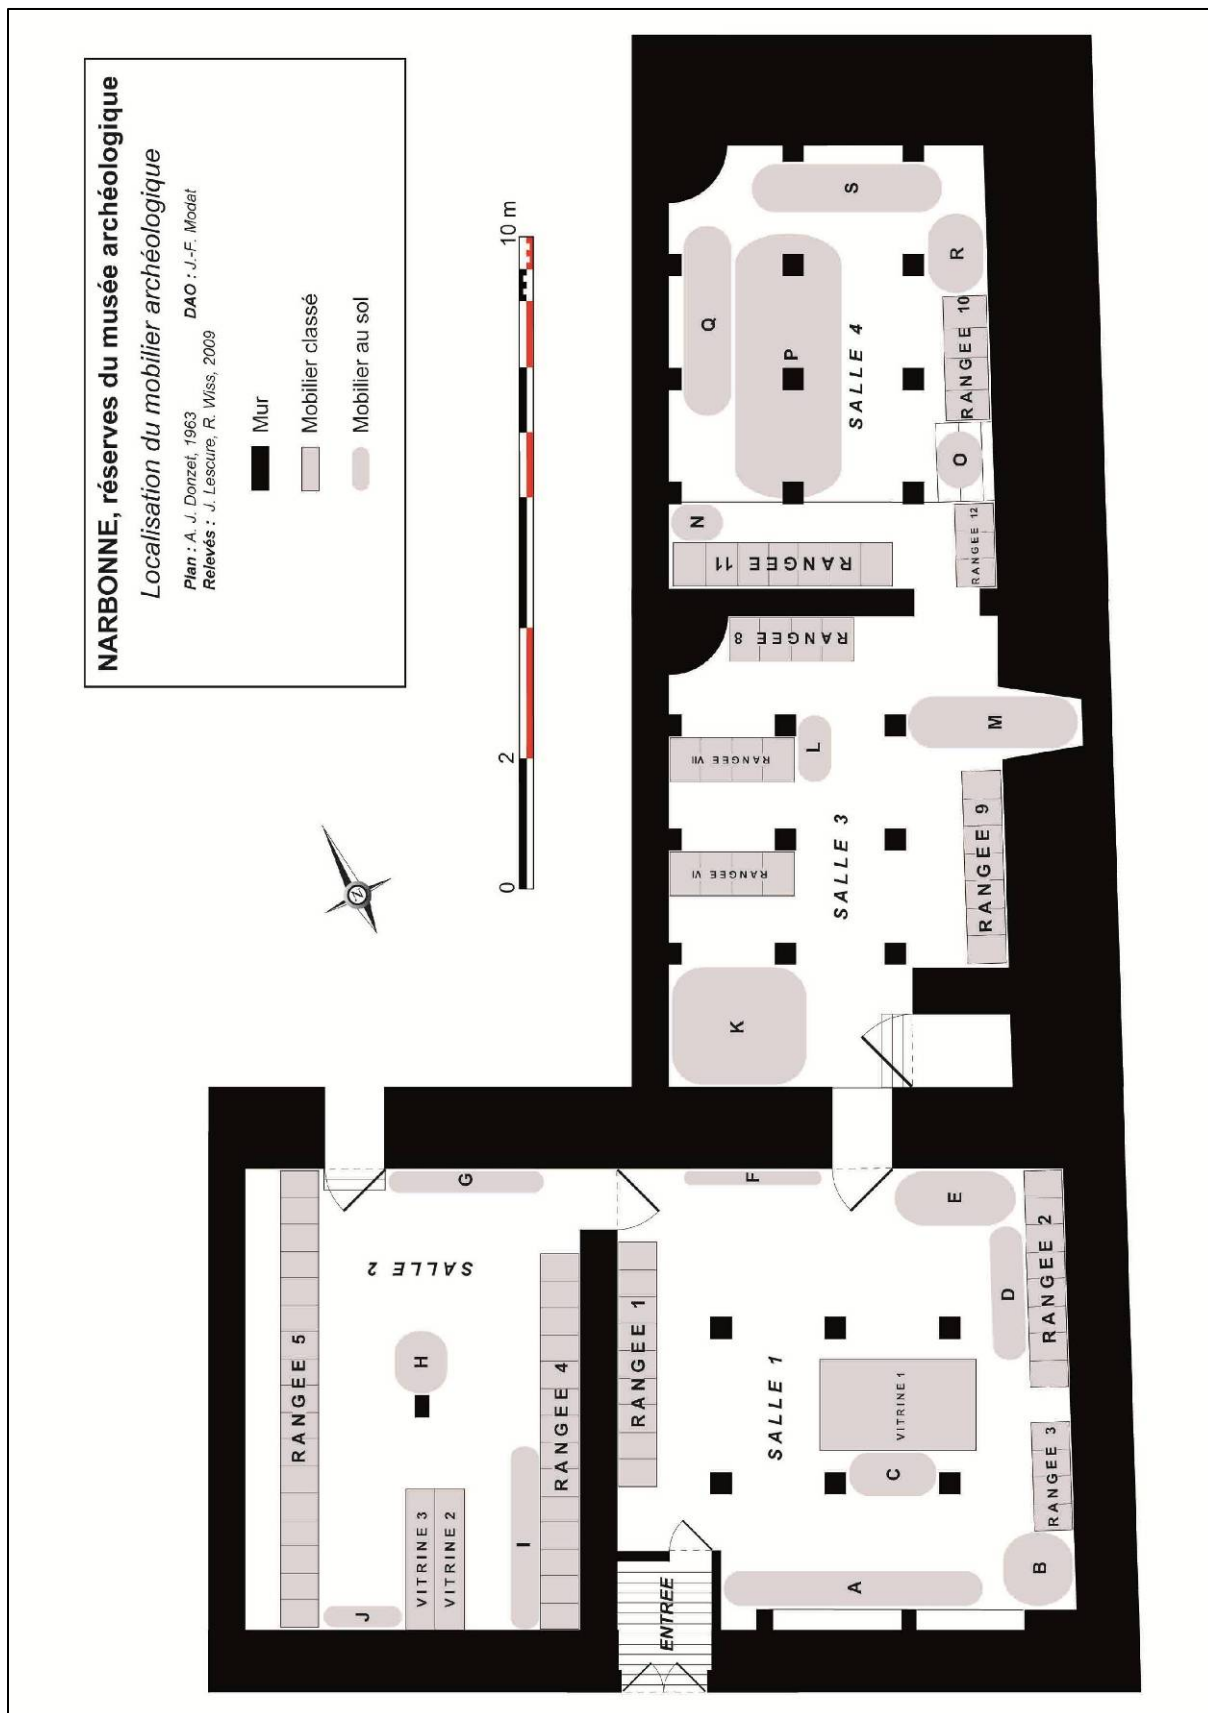 NARBONNE, réserves du musée archéologique
Localisation du mobilier archéologique
Plan : A. J. Donzet, 1963 DAO : J.-F. Modat
Relevés : J. Lescure, R. Wiss, 2009
Mur
Mobilier classé
Mobilier au sol
0 2 10 m
N
RANGEE 5
SALLE 2
G
H
J
VITRINE 3
VITRINE 2
I
RANGEE 4
ENTREE
RANGEE 1
SALLE 1
F
E
D
RANGEE 2
VITRINE 1
C
RANGEE 3
A
B
K
SALLE 3
RANGEE VI
RANGEE VII
L
M
RANGEE 8
RANGEE 9
RANGEE 11
N
RANGEE 12
O
RANGEE 10
SALLE 4
P
Q
R
S